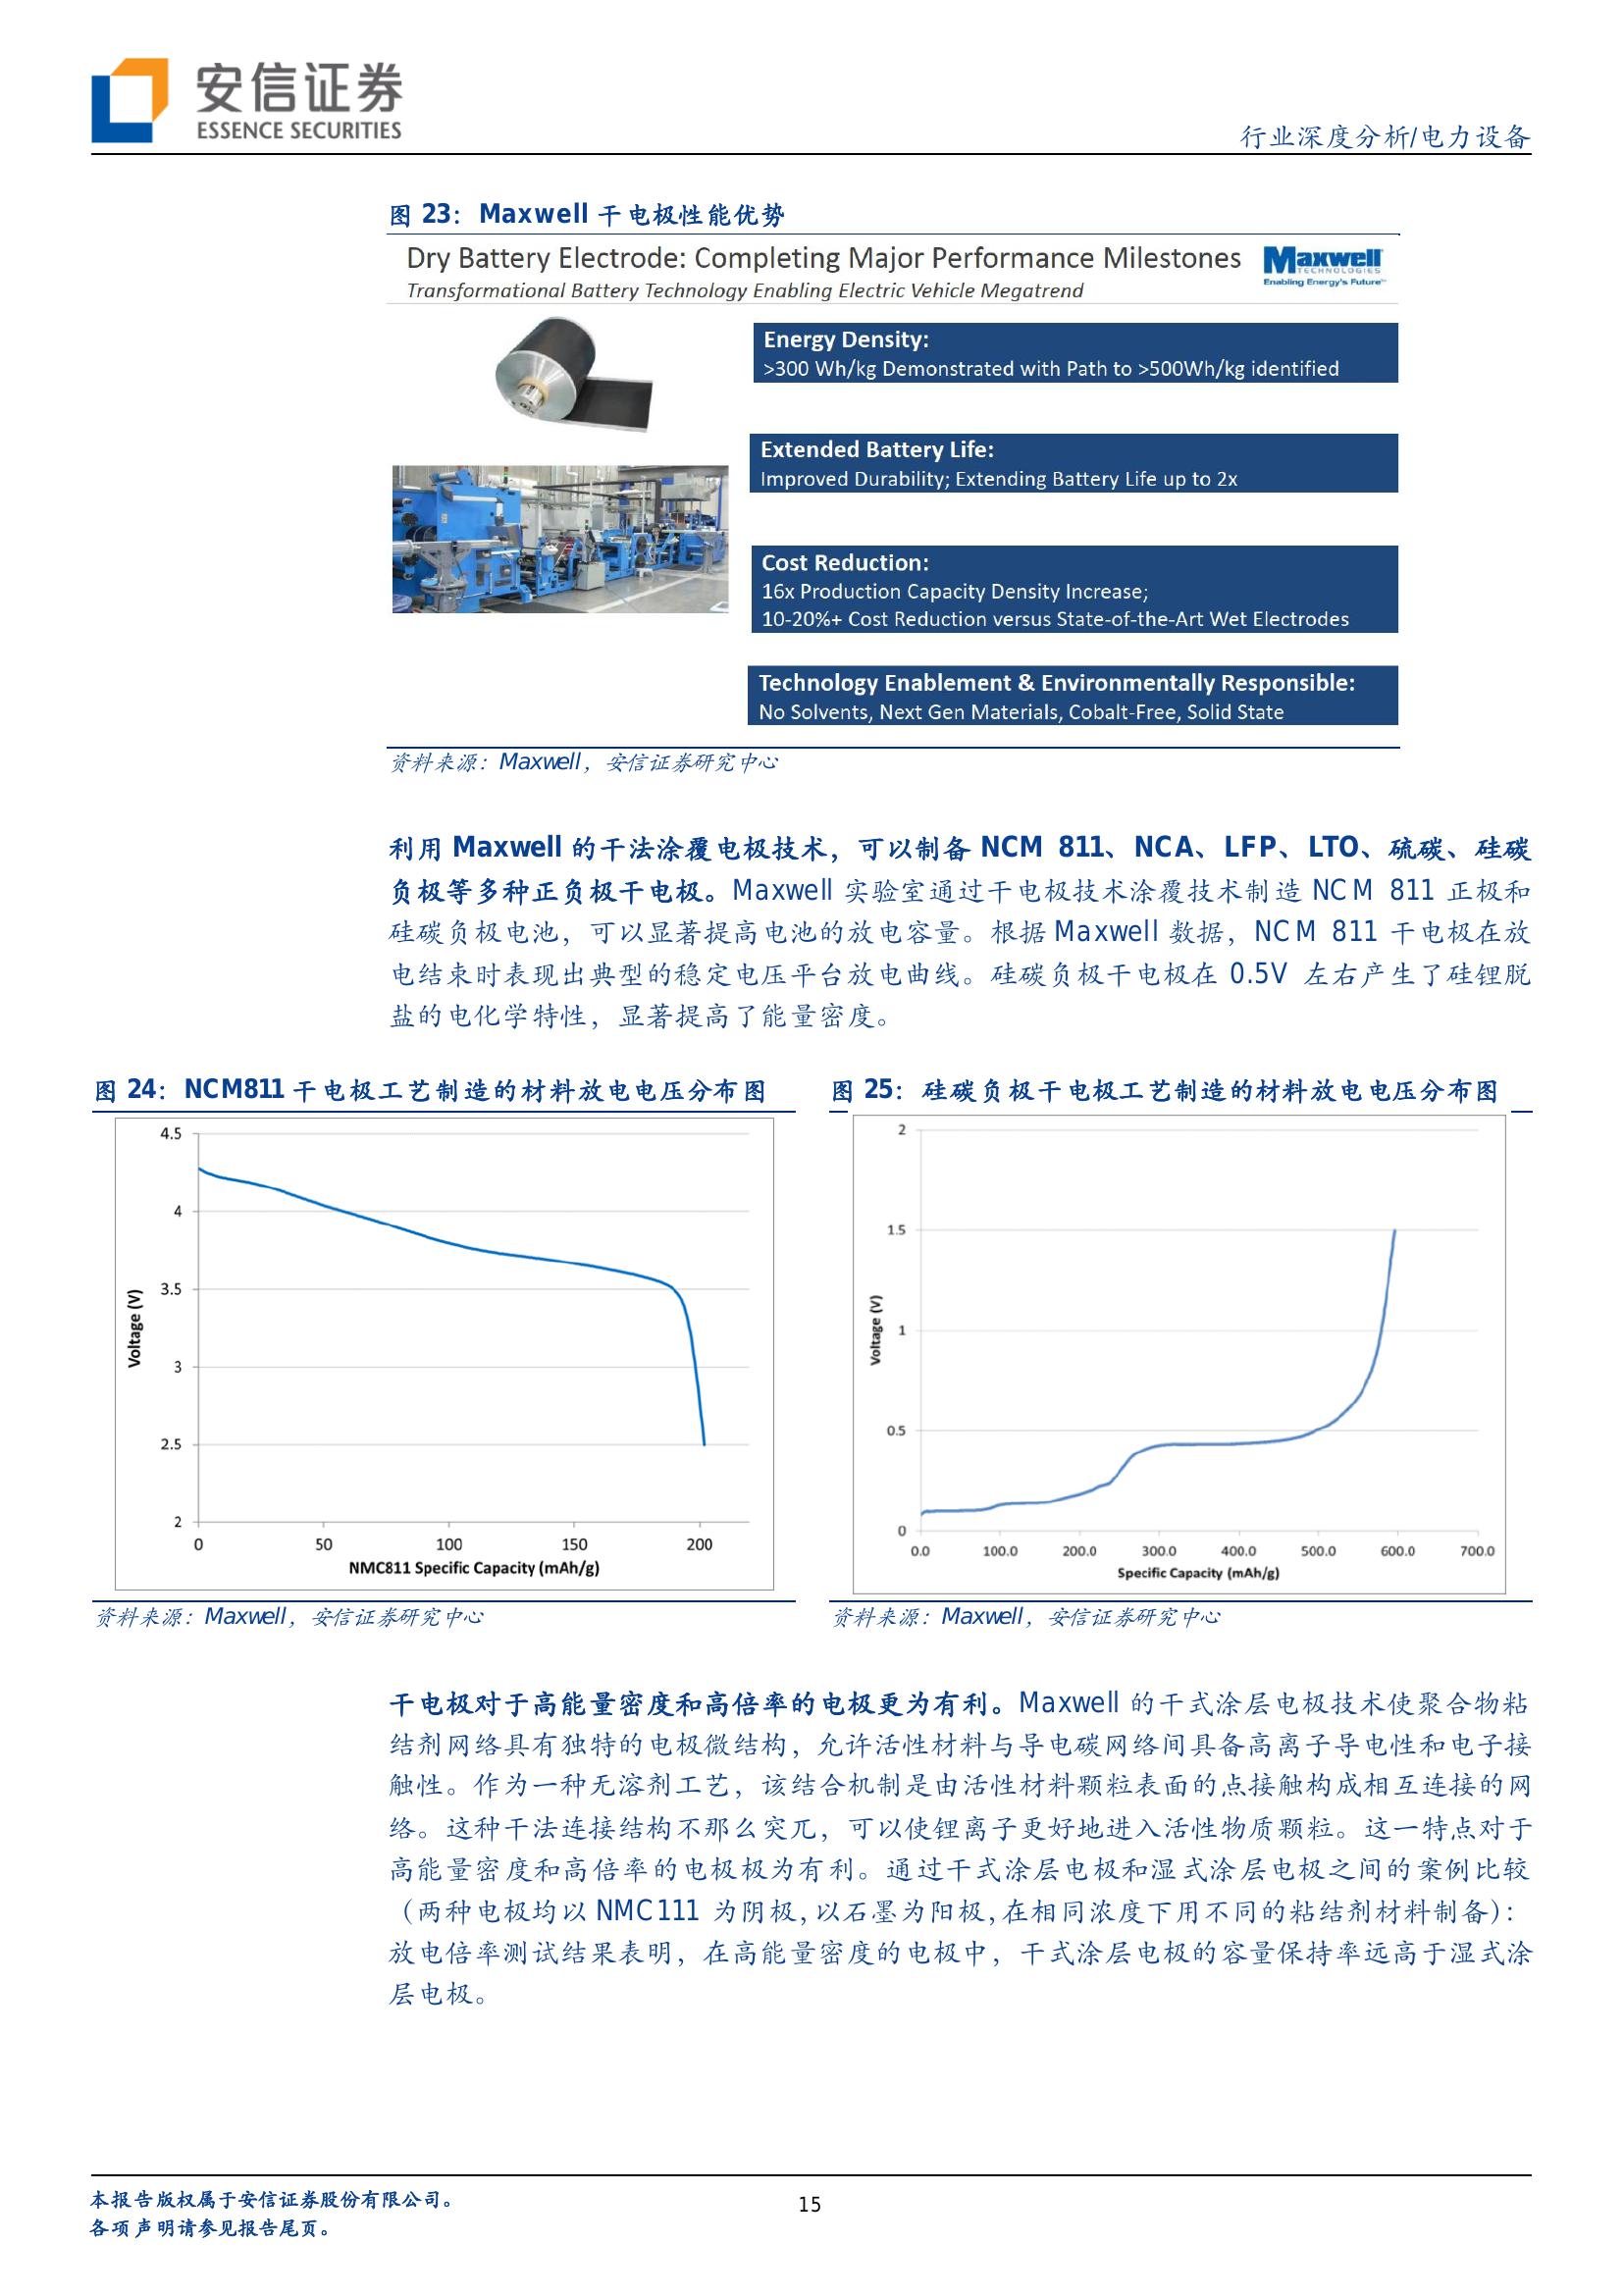 安信证券
ESSENCE SECURITIES
行业深度分析/电力设备
图 23：Maxwell 干电极性能优势
Dry Battery Electrode: Completing Major Performance Milestones
Transformational Battery Technology Enabling Electric Vehicle Megatrend
Maxwell
TECHNOLOGIES
Enabling Energy's Future™
Energy Density:
>300 Wh/kg Demonstrated with Path to >500Wh/kg identified
Extended Battery Life:
Improved Durability; Extending Battery Life up to 2x
Cost Reduction:
16x Production Capacity Density Increase;
10-20%+ Cost Reduction versus State-of-the-Art Wet Electrodes
Technology Enablement & Environmentally Responsible:
No Solvents, Next Gen Materials, Cobalt-Free, Solid State
资料来源：Maxwell，安信证券研究中心
利用 Maxwell 的干法涂覆电极技术，可以制备 NCM 811、NCA、LFP、LTO、硫碳、硅碳
负极等多种正负极干电极。Maxwell 实验室通过干电极技术涂覆技术制造 NCM 811 正极和
硅碳负极电池，可以显著提高电池的放电容量。根据 Maxwell 数据，NCM 811 干电极在放
电结束时表现出典型的稳定电压平台放电曲线。硅碳负极干电极在 0.5V 左右产生了硅锂脱
盐的电化学特性，显著提高了能量密度。
图 24：NCM811 干电极工艺制造的材料放电电压分布图
4.5
4
3.5
3
2.5
2
Voltage (V)
0 50 100 150 200
NMC811 Specific Capacity (mAh/g)
资料来源：Maxwell，安信证券研究中心
图 25：硅碳负极干电极工艺制造的材料放电电压分布图
2
1.5
1
0.5
0
Voltage (V)
0.0 100.0 200.0 300.0 400.0 500.0 600.0 700.0
Specific Capacity (mAh/g)
资料来源：Maxwell，安信证券研究中心
干电极对于高能量密度和高倍率的电极更为有利。Maxwell 的干式涂层电极技术使聚合物粘
结剂网络具有独特的电极微结构，允许活性材料与导电碳网络间具备高离子导电性和电子接
触性。作为一种无溶剂工艺，该结合机制是由活性材料颗粒表面的点接触构成相互连接的网
络。这种干法连接结构不那么突兀，可以使锂离子更好地进入活性物质颗粒。这一特点对于
高能量密度和高倍率的电极极为有利。通过干式涂层电极和湿式涂层电极之间的案例比较
（两种电极均以 NMC111 为阴极，以石墨为阳极，在相同浓度下用不同的粘结剂材料制备）：
放电倍率测试结果表明，在高能量密度的电极中，干式涂层电极的容量保持率远高于湿式涂
层电极。
本报告版权属于安信证券股份有限公司。
各项声明请参见报告尾页。
15